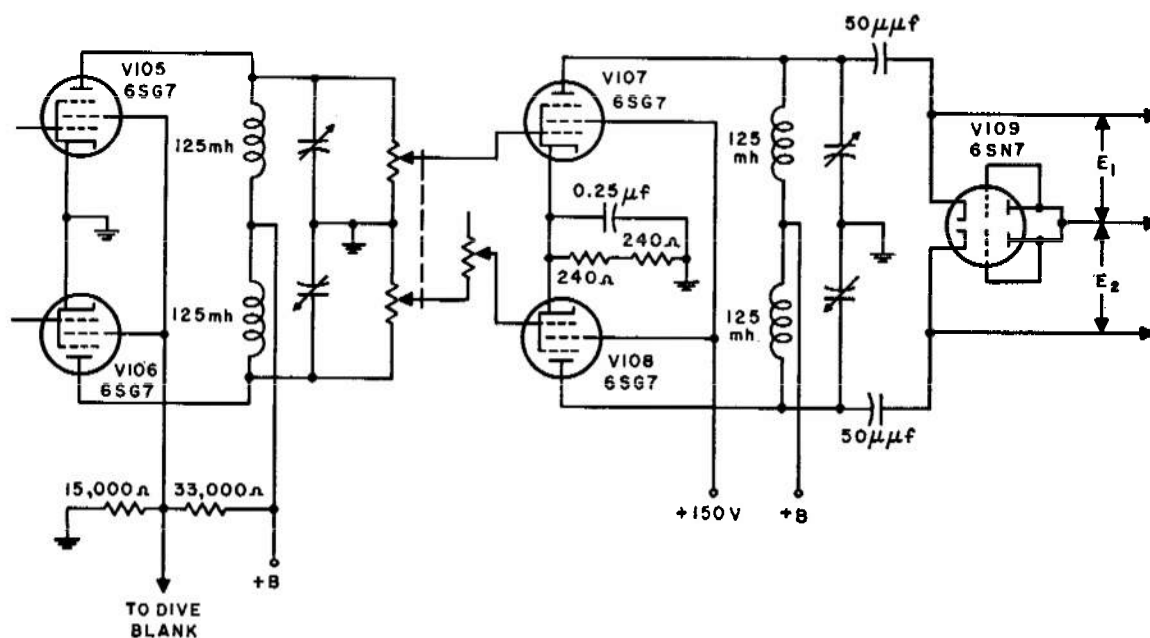 50μμf
V105
6SG7
V107
6SG7
V109
6SN7
125mh
125
mh
E₁
0.25μf
240Ω
240Ω
E₂
125mh
125
mh
V106
6SG7
V108
6SG7
50μμf
15,000Ω
33,000Ω
+150V
+B
+B
TO DIVE
BLANK